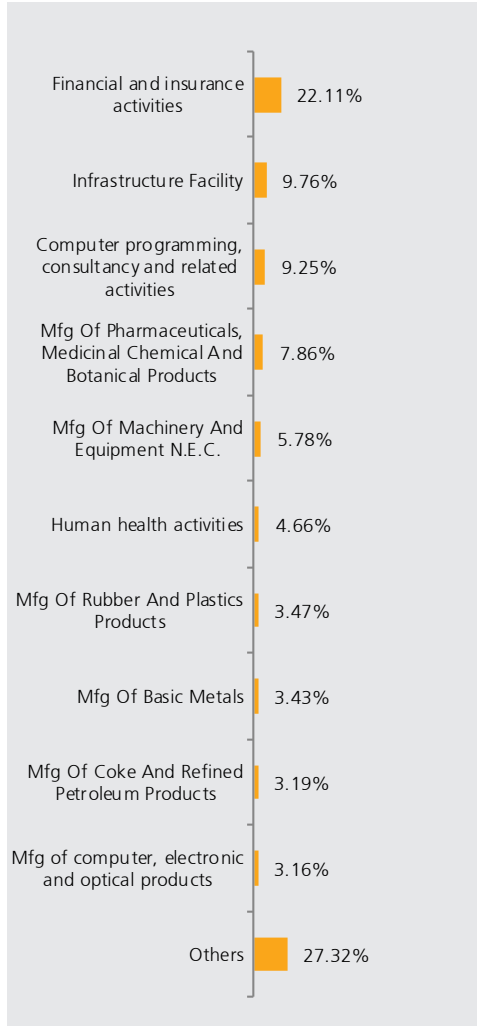 Financial and insurance
activities
22.11%
Infrastructure Facility
9.76%
Computer programming,
consultancy and related
activities
9.25%
Mfg Of Pharmaceuticals,
Medicinal Chemical And
Botanical Products
7.86%
Mfg Of Machinery And
Equipment N.E.C.
5.78%
Human health activities
4.66%
Mfg Of Rubber And Plastics
Products
3.47%
Mfg Of Basic Metals
3.43%
Mfg Of Coke And Refined
Petroleum Products
3.19%
Mfg of computer, electronic
and optical products
3.16%
Others
27.32%